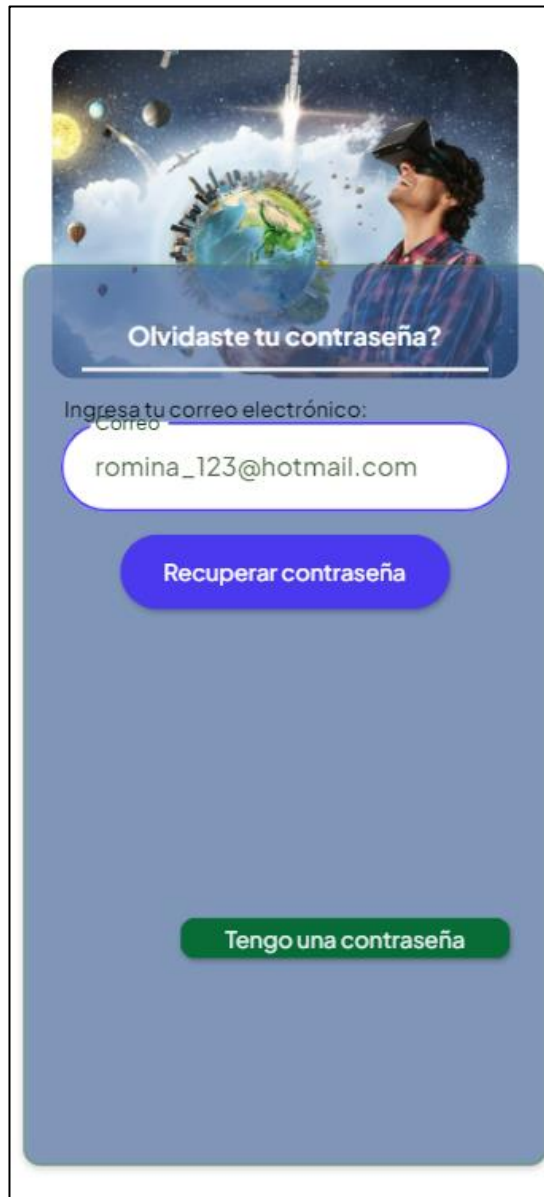 Olvidaste tu contraseña?
Ingresa tu correo electrónico:
Correo
romina_123@hotmail.com
Recuperar contraseña
Tengo una contraseña